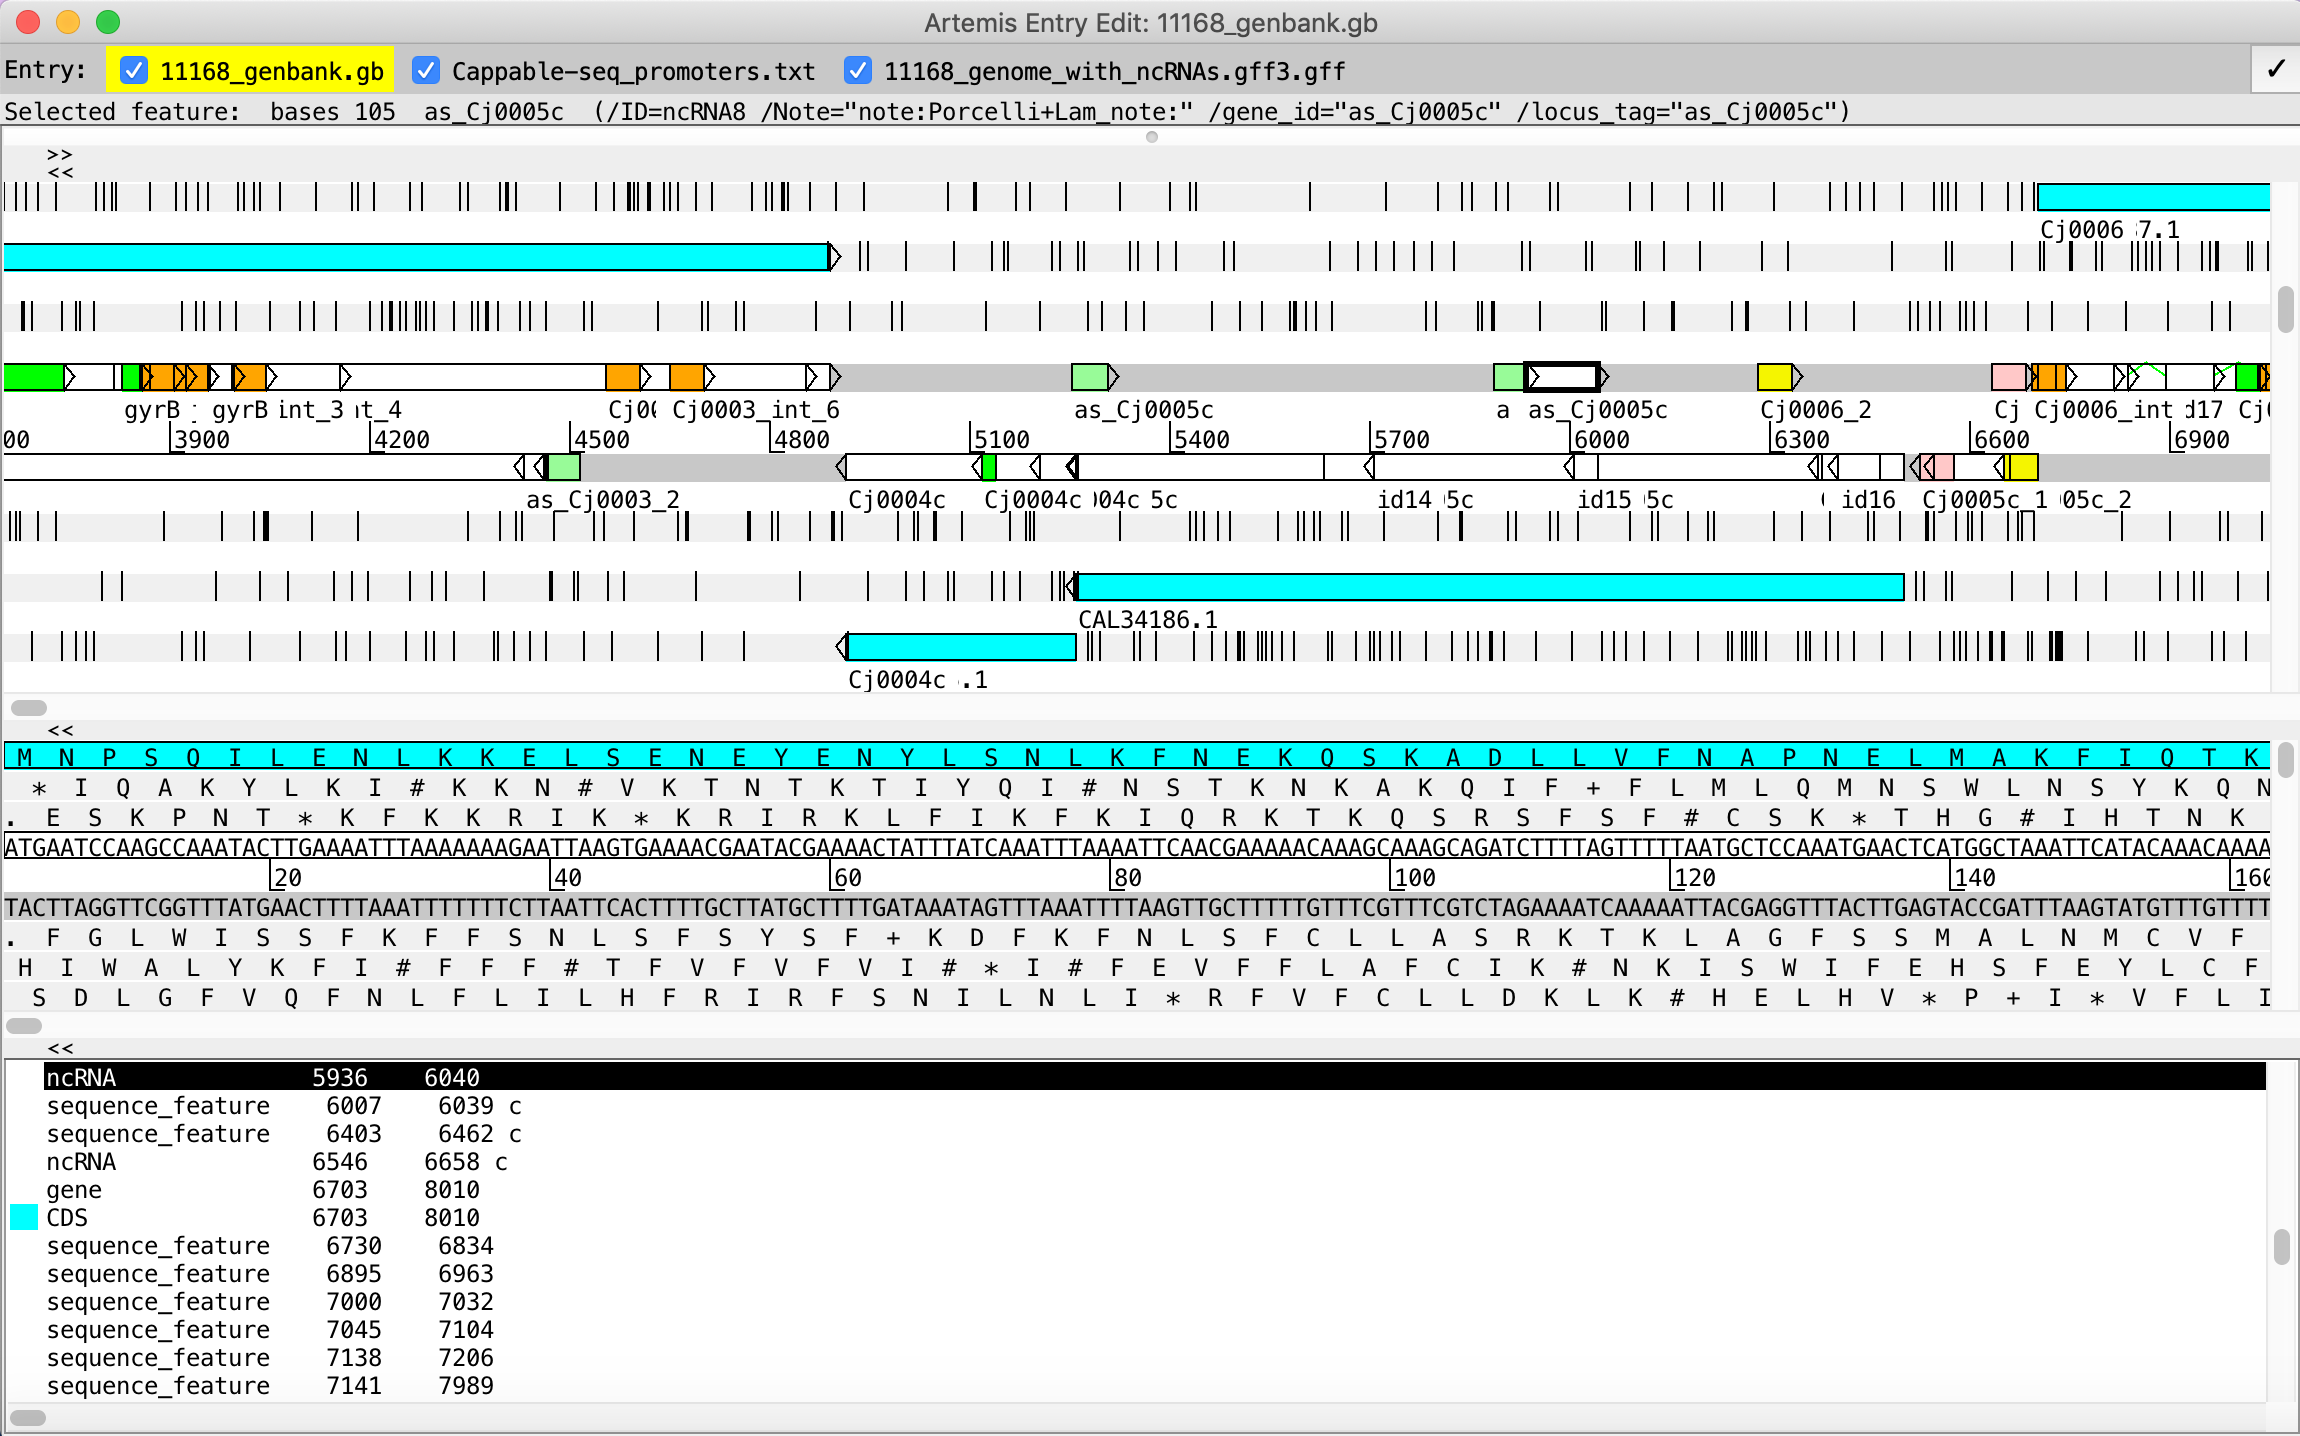 Artemis Entry Edit: 11168_genbank.gb
Entry: 11168_genbank.gb Cappable-seq_promoters.txt 11168_genome_with_ncRNAs.gff3.gff ✓
Selected feature: bases 105 as_Cj0005c (/ID=ncRNA8 /Note="note:Porcelli+Lam_note:" /gene_id="as_Cj0005c" /locus_tag="as_Cj0005c")
>>
<<
Cj0006 7.1
gyrB gyrB int_3 t_4 Cj00 Cj0003_int_6 as_Cj0005c a as_Cj0005c Cj0006_2 Cj Cj0006_int d17 Cj
00 3900 4200 4500 4800 5100 5400 5700 6000 6300 6600 6900
as_Cj0003_2 Cj0004c Cj0004c 04c 5c id14 5c id15 5c id16 Cj0005c_1 05c_2
CAL34186.1
Cj0004c .1
<<
M N P S Q I L E N L K K E L S E N E Y E N Y L S N L K F N E K Q S K A D L L V F N A P N E L M A K F I Q T K
* I Q A K Y L K I # K K N # V K T N T K T I Y Q I # N S T K N K A K Q I F + F L M L Q M N S W L N S Y K Q N
. E S K P N T * K F K K R I K * K R I R K L F I K F K I Q R K T K Q S R S F S F # C S K * T H G # I H T N K
ATGAATCCAAGCCAAATACTTGAAAATTTAAAAAAAGAATTAAGTGAAAACGAATACGAAAACTATTTATCAAATTTAAAATTCAACGAAAAACAAAGCAAAGCAGATCTTTTAGTTTTTAATGCTCCAAATGAACTCATGGCTAAATTCATACAAACAAAA
20 40 60 80 100 120 140 160
TACTTAGGTTCGGTTTATGAACTTTTAAATTTTTTTCTTAATTCACTTTTGCTTATGCTTTTGATAAATAGTTTAAATTTTAAGTTGCTTTTTGTTTCGTTTCGTCTAGAAAATCAAAAATTACGAGGTTTACTTGAGTACCGATTTAAGTATGTTTGTTTT
. F G L W I S S F K F F S N L S F S Y S F + K D F K F N L S F C L L A S R K T K L A G F S S M A L N M C V F
H I W A L Y K F I # F F F # T F V F V F V I # * I # F E V F F L A F C I K # N K I S W I F E H S F E Y L C F
S D L G F V Q F N L F L I L H F R I R F S N I L N L I * R F V F C L L D K L K # H E L H V * P + I * V F L I
<<
ncRNA 5936 6040
sequence_feature 6007 6039 c
sequence_feature 6403 6462 c
ncRNA 6546 6658 c
gene 6703 8010
CDS 6703 8010
sequence_feature 6730 6834
sequence_feature 6895 6963
sequence_feature 7000 7032
sequence_feature 7045 7104
sequence_feature 7138 7206
sequence_feature 7141 7989